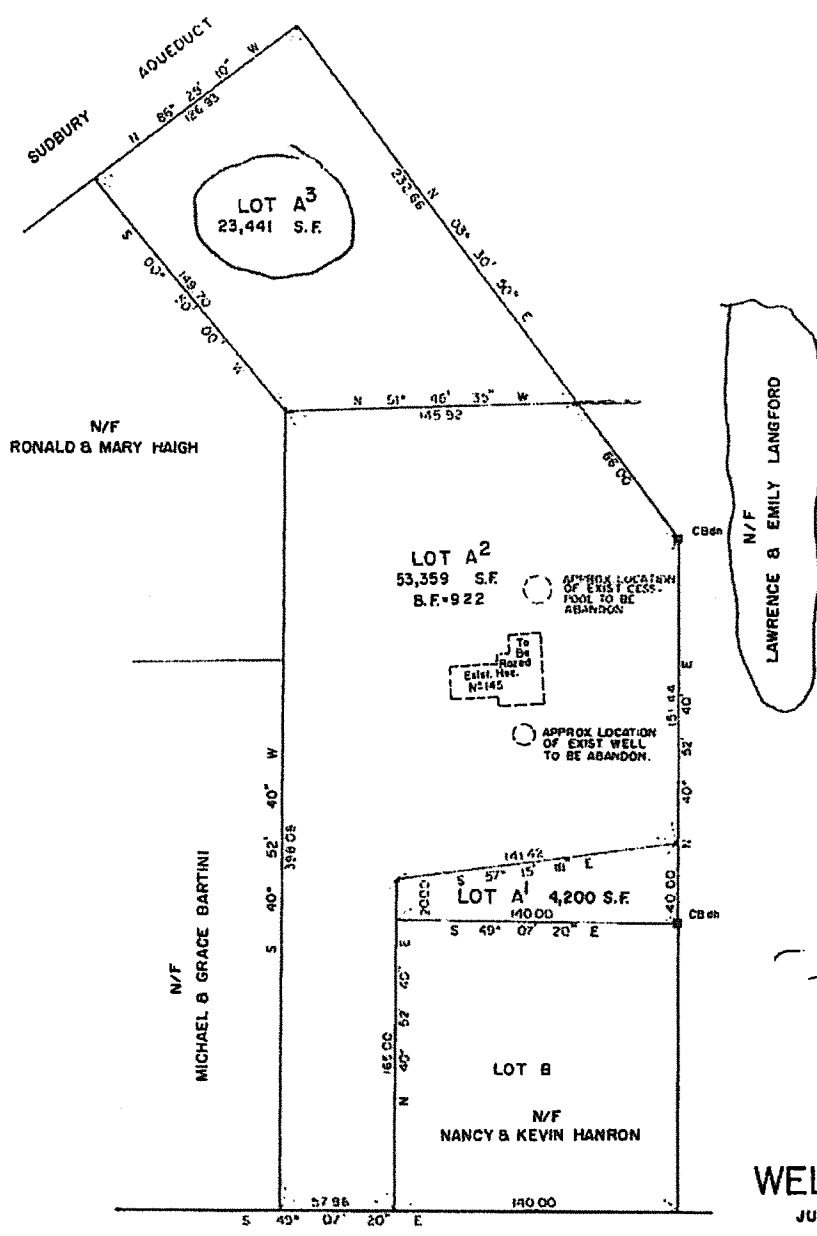 SUDBURY AQUEDUCT
N 86° 29' 10" W
126.93
LOT A3
23,441 S.F.
232.66
N 03° 30' E
149.70
S 00° 50' 00" W
N 51° 46' 35" W
145.92
N/F
RONALD & MARY HAIGH
66.00
CBdh
N/F
LAWRENCE & EMILY LANGFORD
LOT A2
53,359 S.F.
B.F.=922
APPROX LOCATION
OF EXIST CESS-
POOL TO BE
ABANDON
To
Be
Razed
Exist. Hse.
Nº 145
APPROX LOCATION
OF EXIST WELL
TO BE ABANDON.
151.44
N 40° 52' 40" E
S 40° 52' 40" W
398.08
141.42
S 57° 15' E
20.00
LOT A1 4,200 S.F.
40.00
140.00
S 49° 07' 20" E
CBdh
N/F
MICHAEL & GRACE BARTINI
165.00
N 40° 52' 40" E
LOT B
N/F
NANCY & KEVIN HANRON
57.96
140.00
S 49° 07' 20" E
WEL
JU